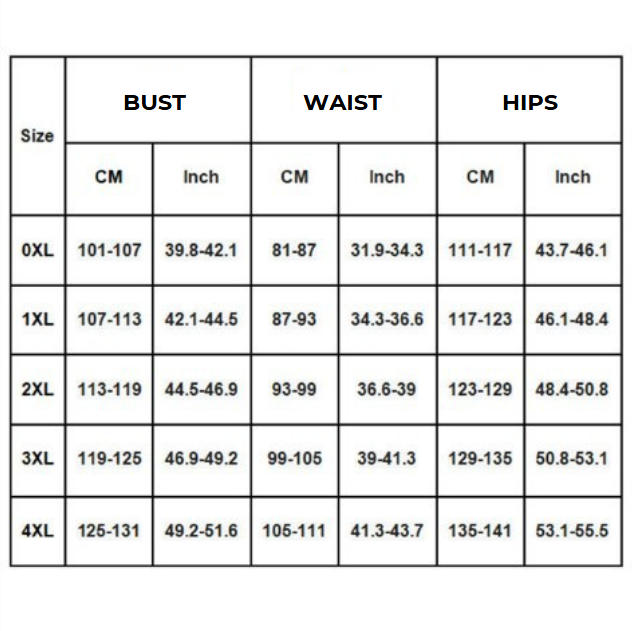 BUST WAIST HIPS
Size
CM Inch CM Inch CM Inch
0XL 101-107 39.8-42.1 81-87 31.9-34.3 111-117 43.7-46.1
1XL 107-113 42.1-44.5 87-93 34.3-36.6 117-123 46.1-48.4
2XL 113-119 44.5-46.9 93-99 36.6-39 123-129 48.4-50.8
3XL 119-125 46.9-49.2 99-105 39-41.3 129-135 50.8-53.1
4XL 125-131 49.2-51.6 105-111 41.3-43.7 135-141 53.1-55.5